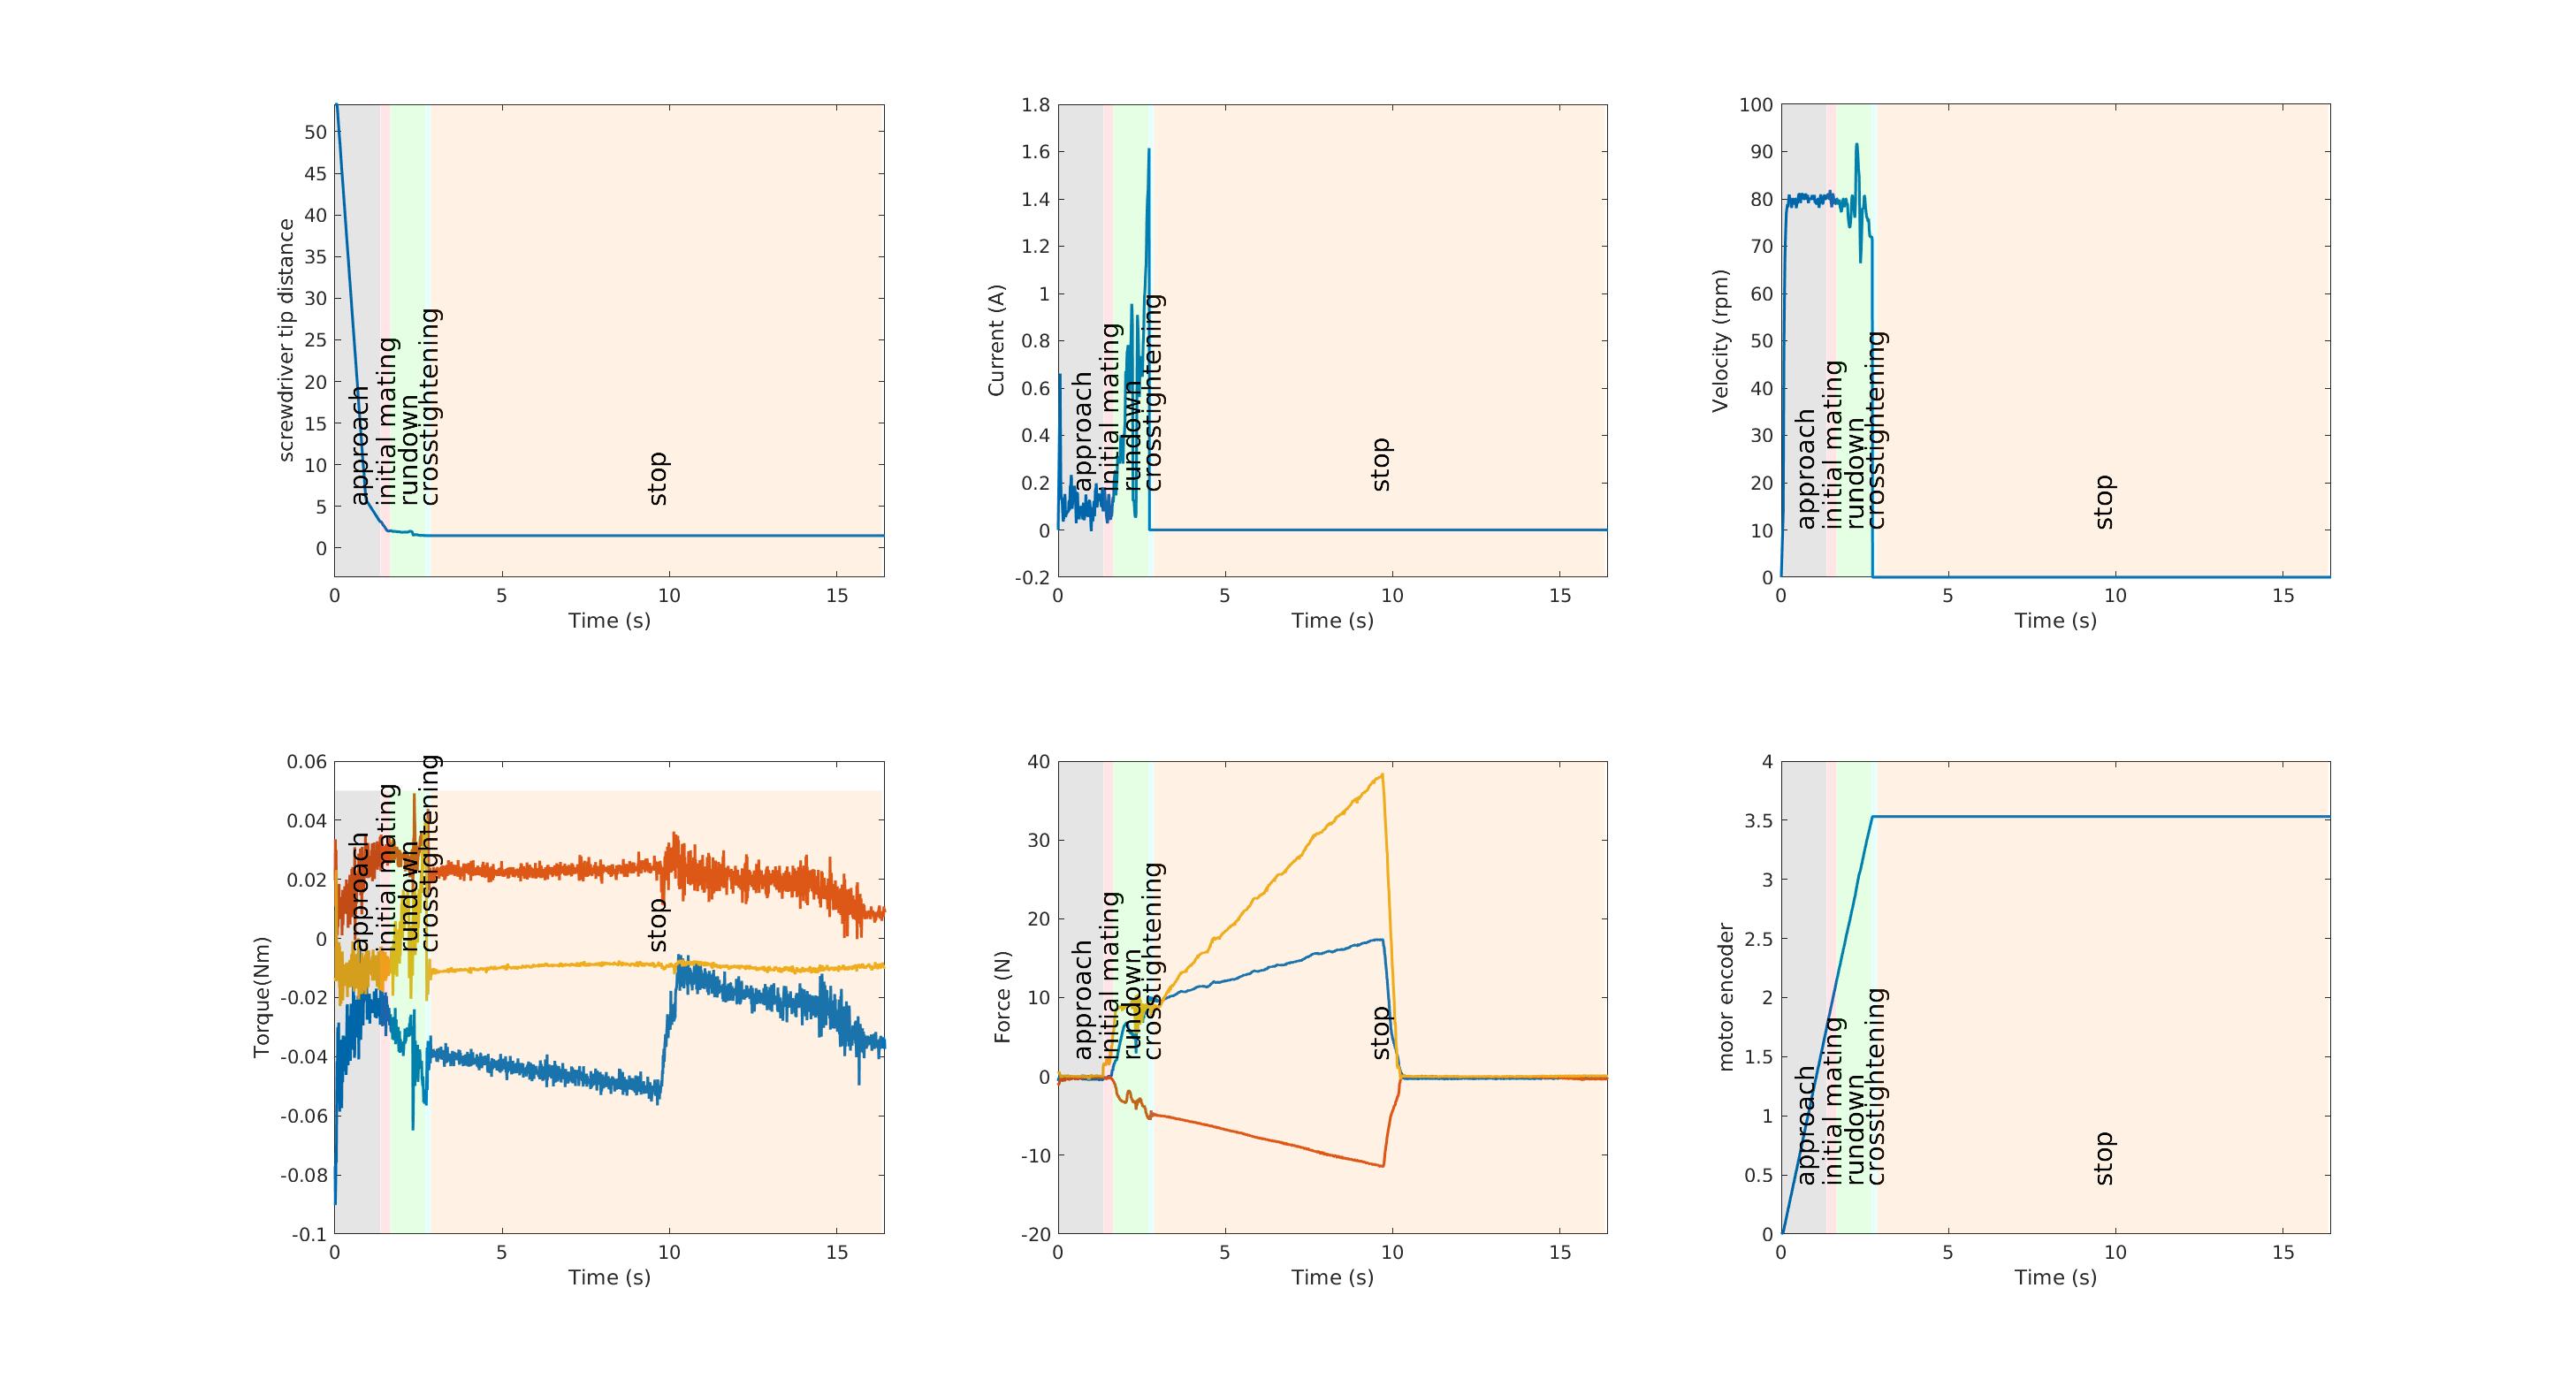 screwdriver tip distance
50
45
40
35
30
25
20
15
10
5
0
approach
initial mating
rundown
crosstightening
stop
0 5 10 15
Time (s)
Current (A)
1.8
1.6
1.4
1.2
1
0.8
0.6
0.4
0.2
0
-0.2
approach
initial mating
rundown
crosstightening
stop
0 5 10 15
Time (s)
Velocity (rpm)
100
90
80
70
60
50
40
30
20
10
0
approach
initial mating
rundown
crosstightening
stop
0 5 10 15
Time (s)
Torque(Nm)
0.06
0.04
0.02
0
-0.02
-0.04
-0.06
-0.08
-0.1
approach
initial mating
rundown
crosstightening
stop
0 5 10 15
Time (s)
Force (N)
40
30
20
10
0
-10
-20
approach
initial mating
rundown
crosstightening
stop
0 5 10 15
Time (s)
motor encoder
4
3.5
3
2.5
2
1.5
1
0.5
0
approach
initial mating
rundown
crosstightening
stop
0 5 10 15
Time (s)